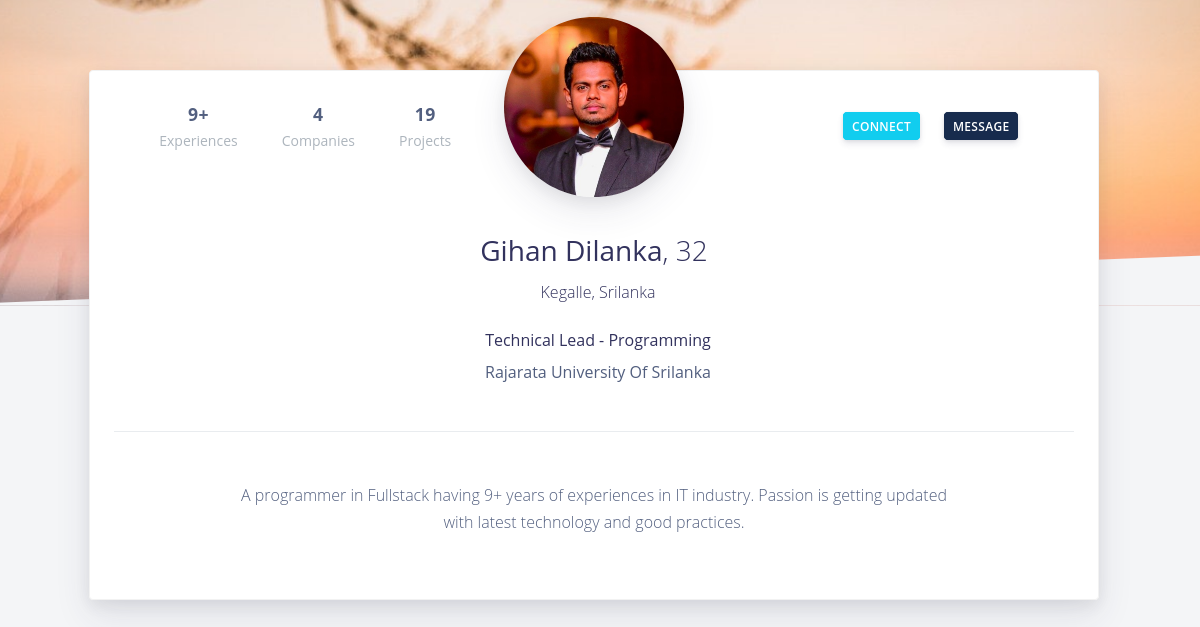 9+
Experiences
4
Companies
19
Projects
CONNECT
MESSAGE
Gihan Dilanka, 32
Kegalle, Srilanka
Technical Lead - Programming
Rajarata University Of Srilanka
A programmer in Fullstack having 9+ years of experiences in IT industry. Passion is getting updated
with latest technology and good practices.